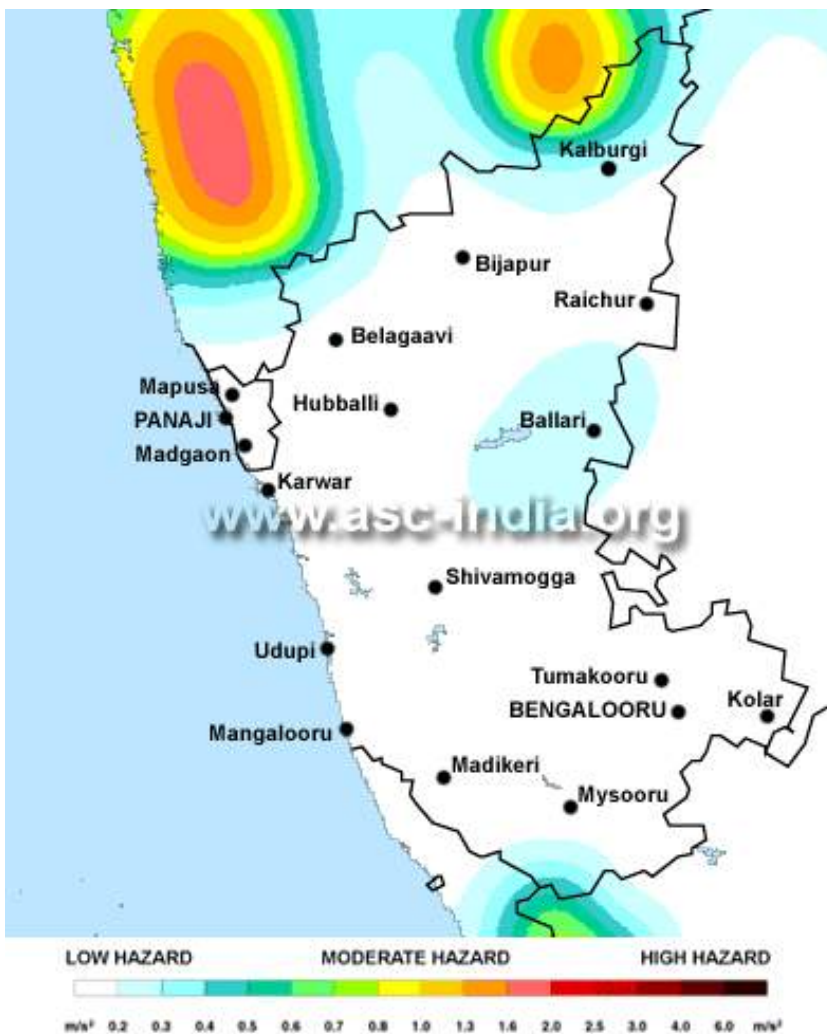 Kalburgi
Bijapur
Raichur
Belagaavi
Mapusa
Hubballi
PANAJI
Ballari
Madgaon
Karwar
www.asc-india.org
Shivamogga
Udupi
Tumakooru
Kolar
BENGALOORU
Mangalooru
Madikeri
Mysooru
LOW HAZARD MODERATE HAZARD HIGH HAZARD
m/s² 0.2 0.3 0.4 0.5 0.6 0.7 0.8 1.0 1.3 1.6 2.0 2.5 3.0 4.0 6.0 m/s²